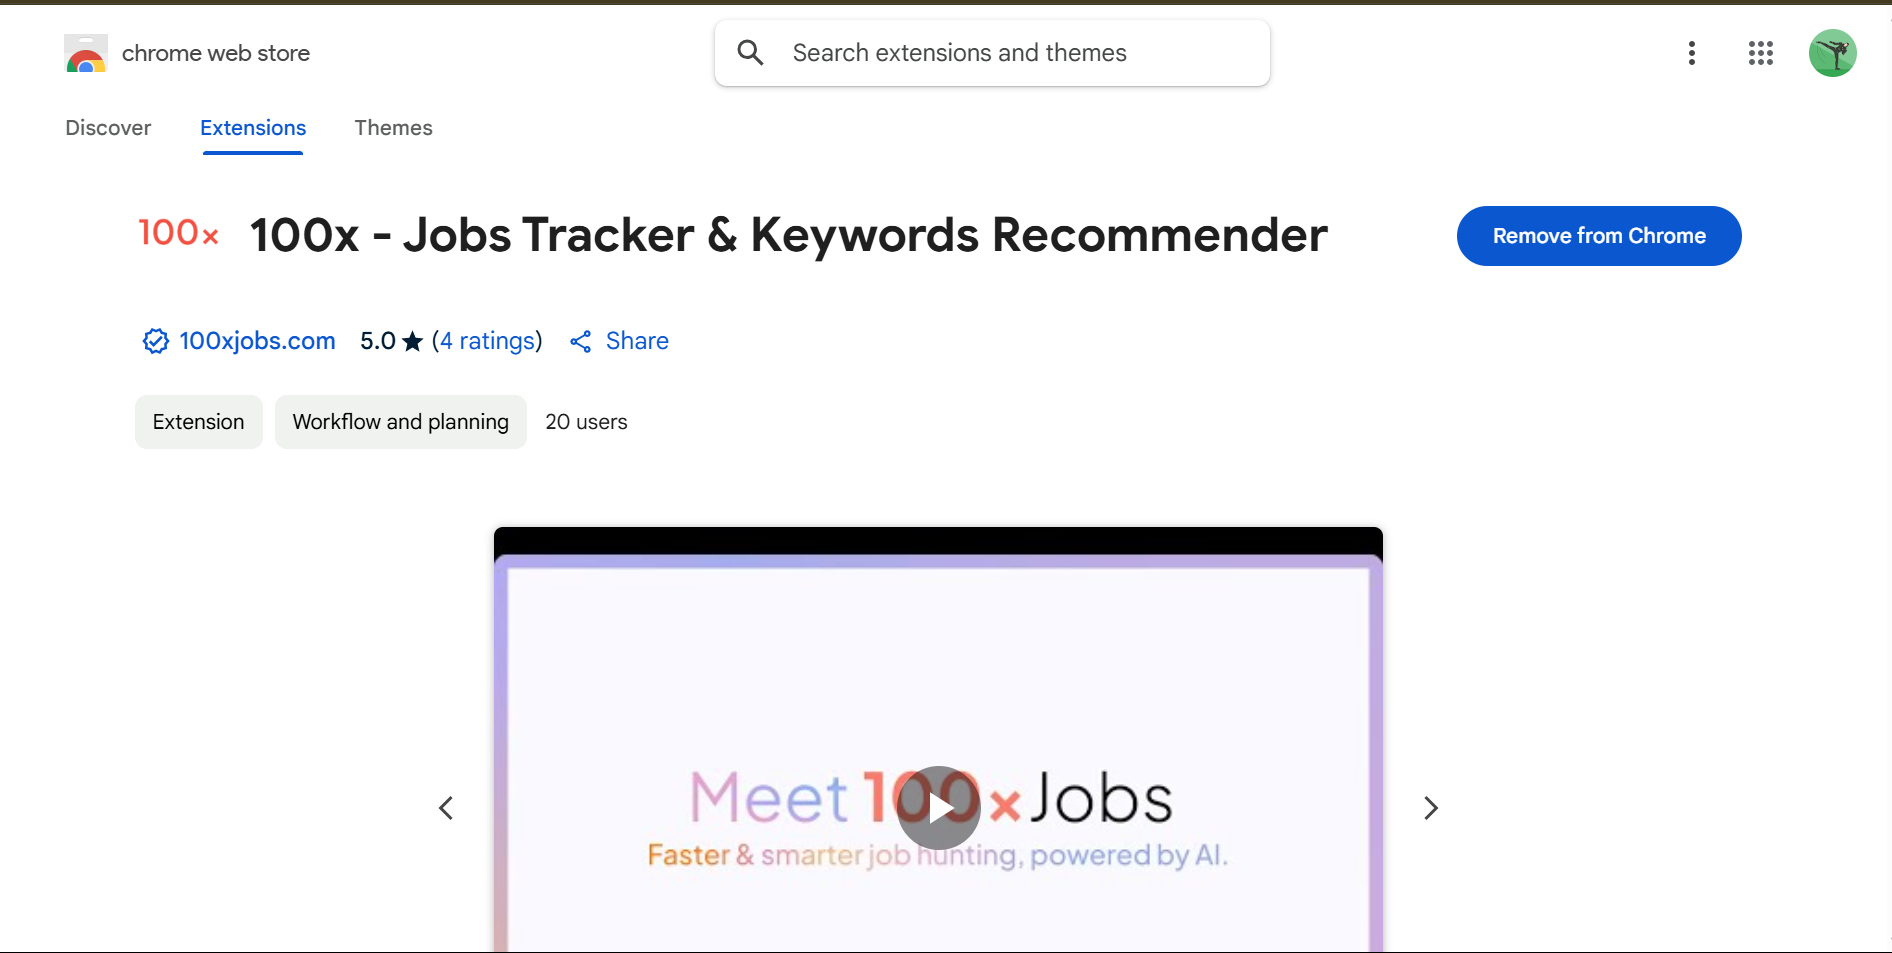 chrome web store
Search extensions and themes
Discover
Extensions
Themes
100x
100x - Jobs Tracker & Keywords Recommender
Remove from Chrome
100xjobs.com
5.0 ★ (4 ratings)
Share
Extension
Workflow and planning
20 users
Meet 100xJobs
Faster & smarter job hunting, powered by AI.